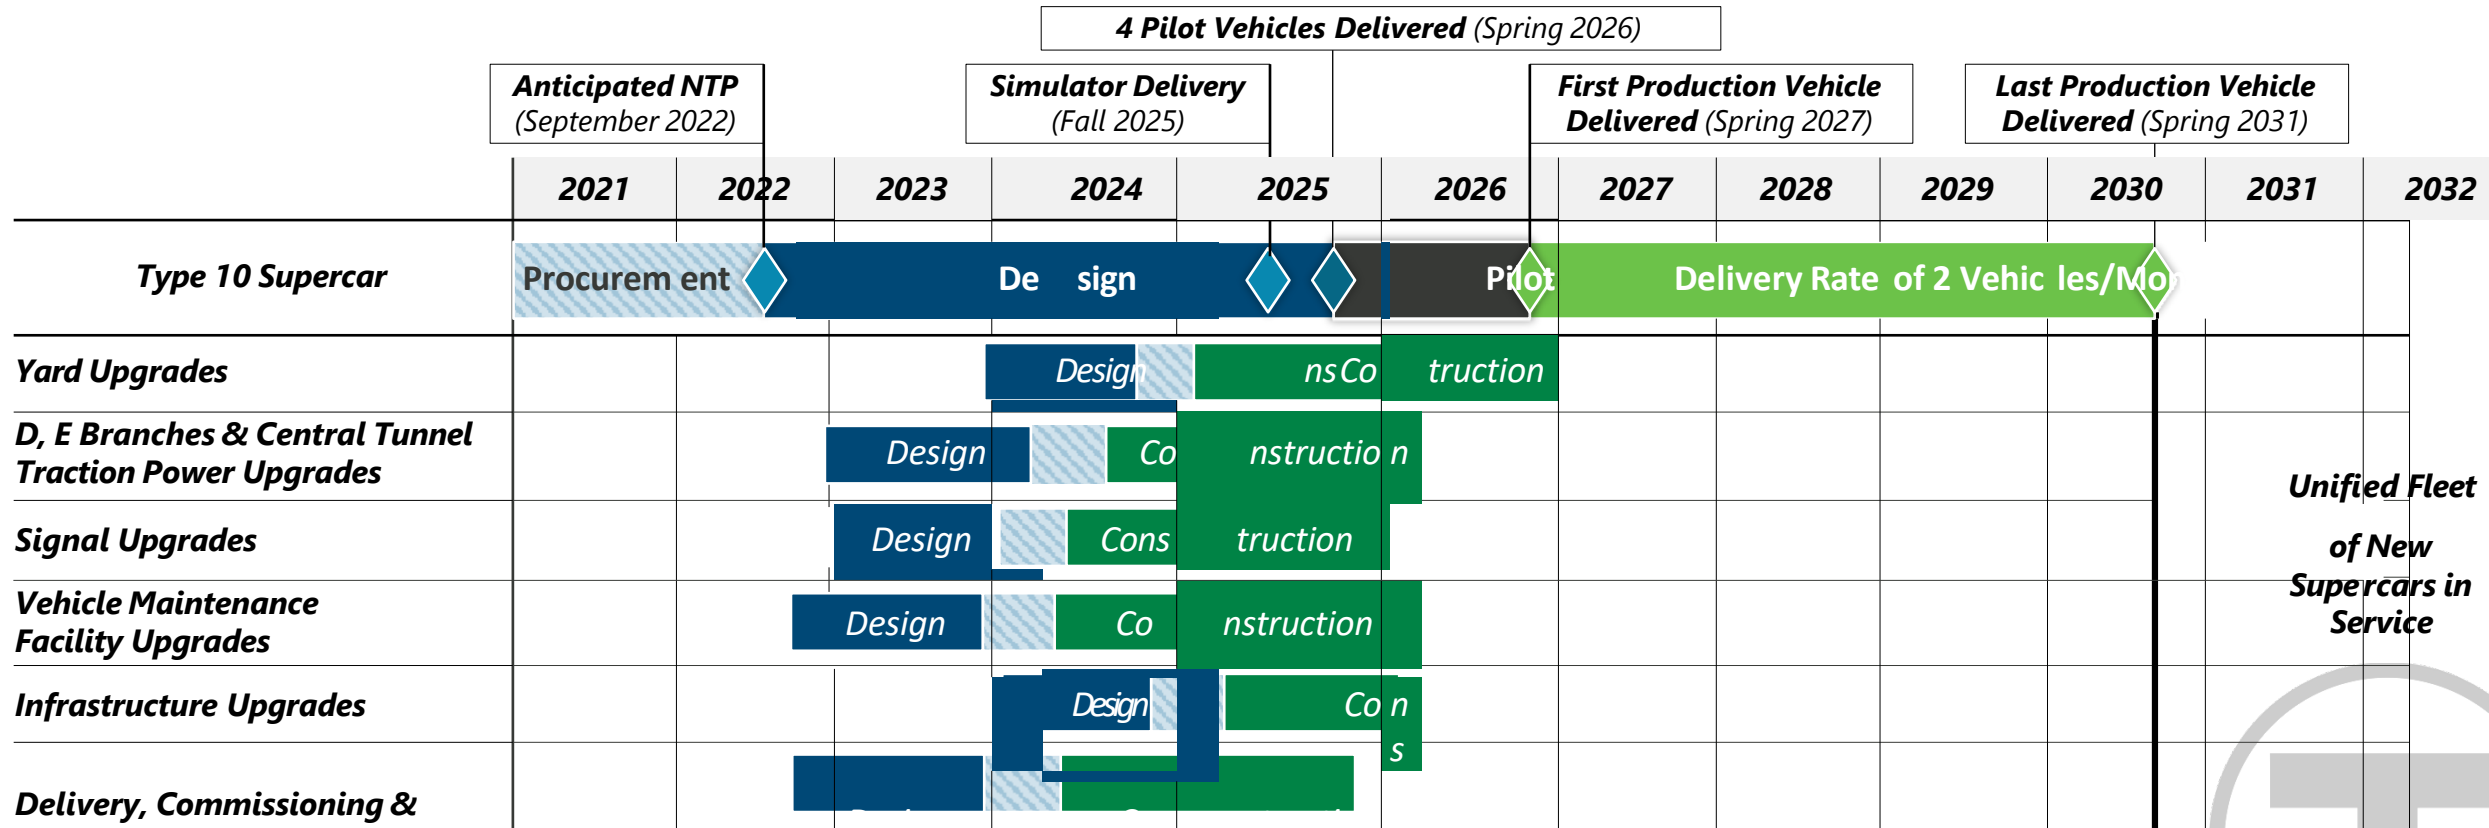 4 Pilot Vehicles Delivered (Spring 2026)
Anticipated NTP
(September 2022)
Simulator Delivery
(Fall 2025)
First Production Vehicle
Delivered (Spring 2027)
Last Production Vehicle
Delivered (Spring 2031)
2021 2022 2023 2024 2025 2026 2027 2028 2029 2030 2031 2032
Type 10 Supercar
Procurem ent
De sign
Pilot
Delivery Rate of 2 Vehic les/Mon
Yard Upgrades
Design
nsCo truction
D, E Branches & Central Tunnel
Traction Power Upgrades
Design
Co nstructio n
Signal Upgrades
Design
Cons truction
Vehicle Maintenance
Facility Upgrades
Design
Co nstruction
Infrastructure Upgrades
Design
Co n
s
Delivery, Commissioning &
Unified Fleet
of New
Supercars in
Service
T